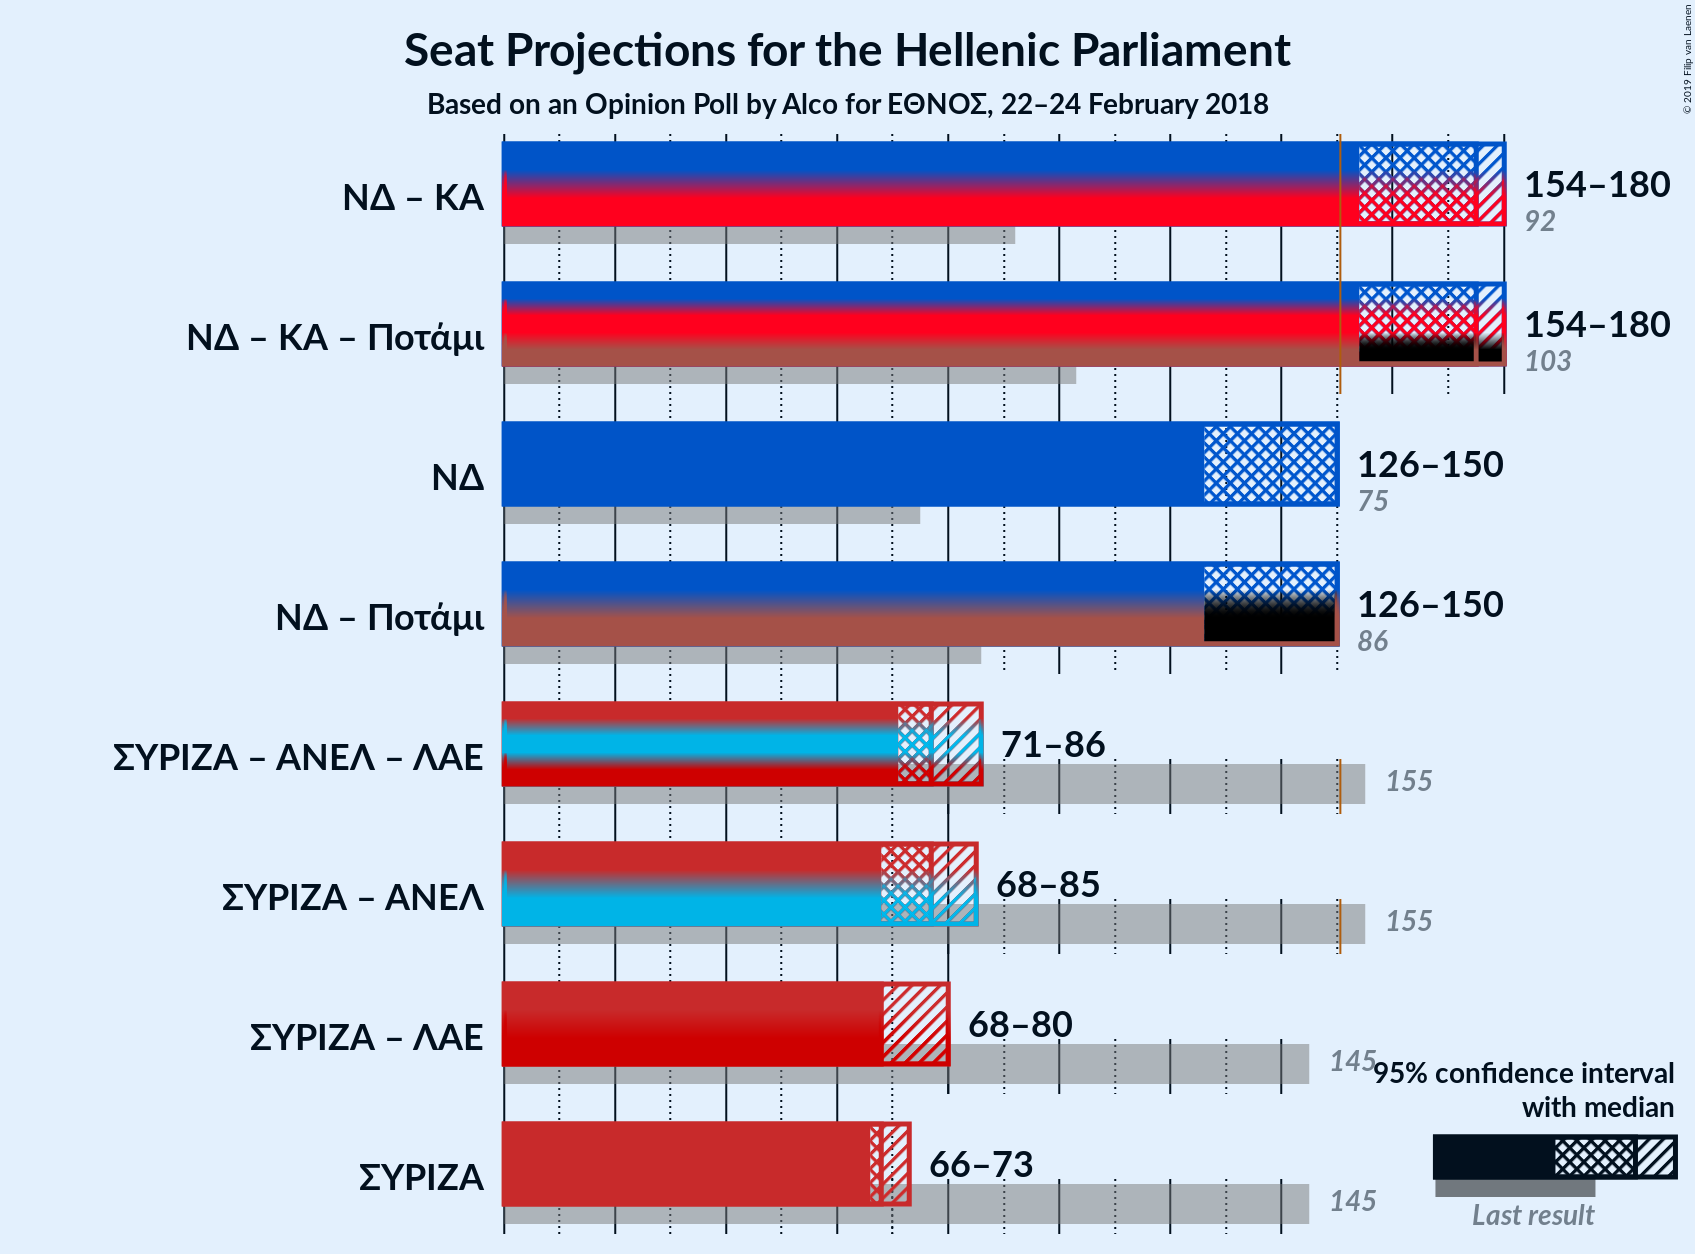 Seat Projections for the Hellenic Parliament
Based on an Opinion Poll by Alco for ΕΘΝΟΣ, 22–24 February 2018
© 2019 Filip van Laenen
ΝΔ – ΚΑ
154–180
92
ΝΔ – ΚΑ – Ποτάμι
154–180
103
ΝΔ
126–150
75
ΝΔ – Ποτάμι
126–150
86
ΣΥΡΙΖΑ – ΑΝΕΛ – ΛΑΕ
71–86
155
ΣΥΡΙΖΑ – ΑΝΕΛ
68–85
155
ΣΥΡΙΖΑ – ΛΑΕ
68–80
145
ΣΥΡΙΖΑ
66–73
145
95% confidence interval
with median
Last result